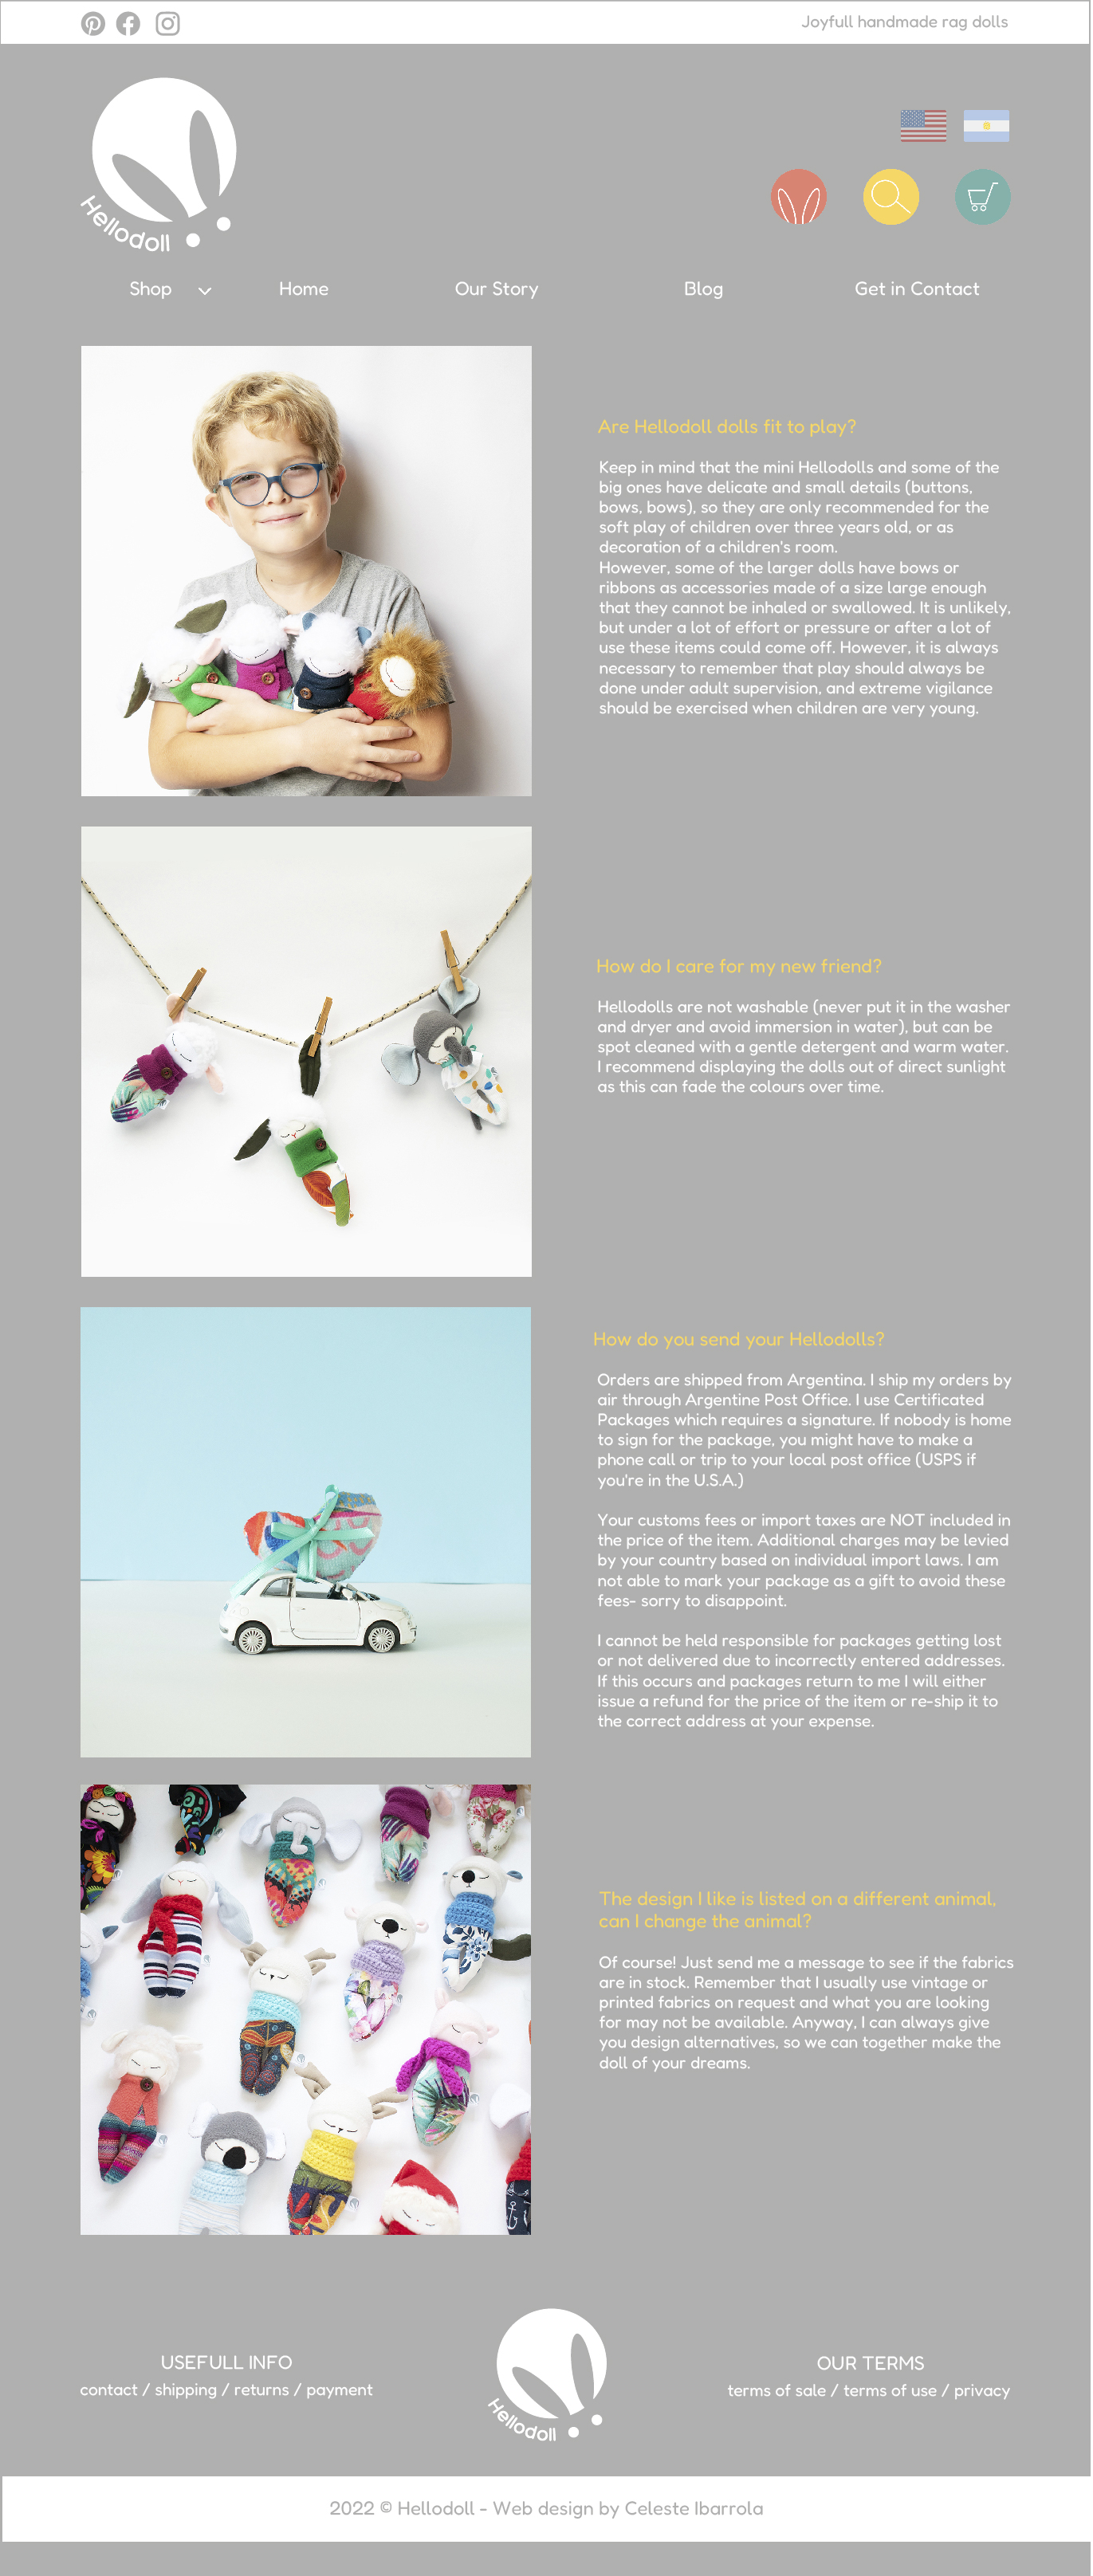 Joyfull handmade rag dolls
Hellodoll
Shop
Home
Our Story
Blog
Get in Contact
Are Hellodoll dolls fit to play?
Keep in mind that the mini Hellodolls and some of the
big ones have delicate and small details (buttons,
bows, bows), so they are only recommended for the
soft play of children over three years old, or as
decoration of a children's room.
However, some of the larger dolls have bows or
ribbons as accessories made of a size large enough
that they cannot be inhaled or swallowed. It is unlikely,
but under a lot of effort or pressure or after a lot of
use these items could come off. However, it is always
necessary to remember that play should always be
done under adult supervision, and extreme vigilance
should be exercised when children are very young.
How do I care for my new friend?
Hellodolls are not washable (never put it in the washer
and dryer and avoid immersion in water), but can be
spot cleaned with a gentle detergent and warm water.
I recommend displaying the dolls out of direct sunlight
as this can fade the colours over time.
How do you send your Hellodolls?
Orders are shipped from Argentina. I ship my orders by
air through Argentine Post Office. I use Certificated
Packages which requires a signature. If nobody is home
to sign for the package, you might have to make a
phone call or trip to your local post office (USPS if
you're in the U.S.A.)
Your customs fees or import taxes are NOT included in
the price of the item. Additional charges may be levied
by your country based on individual import laws. I am
not able to mark your package as a gift to avoid these
fees- sorry to disappoint.
I cannot be held responsible for packages getting lost
or not delivered due to incorrectly entered addresses.
If this occurs and packages return to me I will either
issue a refund for the price of the item or re-ship it to
the correct address at your expense.
The design I like is listed on a different animal,
can I change the animal?
Of course! Just send me a message to see if the fabrics
are in stock. Remember that I usually use vintage or
printed fabrics on request and what you are looking
for may not be available. Anyway, I can always give
you design alternatives, so we can together make the
doll of your dreams.
USEFULL INFO
contact / shipping / returns / payment
Hellodoll
OUR TERMS
terms of sale / terms of use / privacy
2022 © Hellodoll - Web design by Celeste Ibarrola